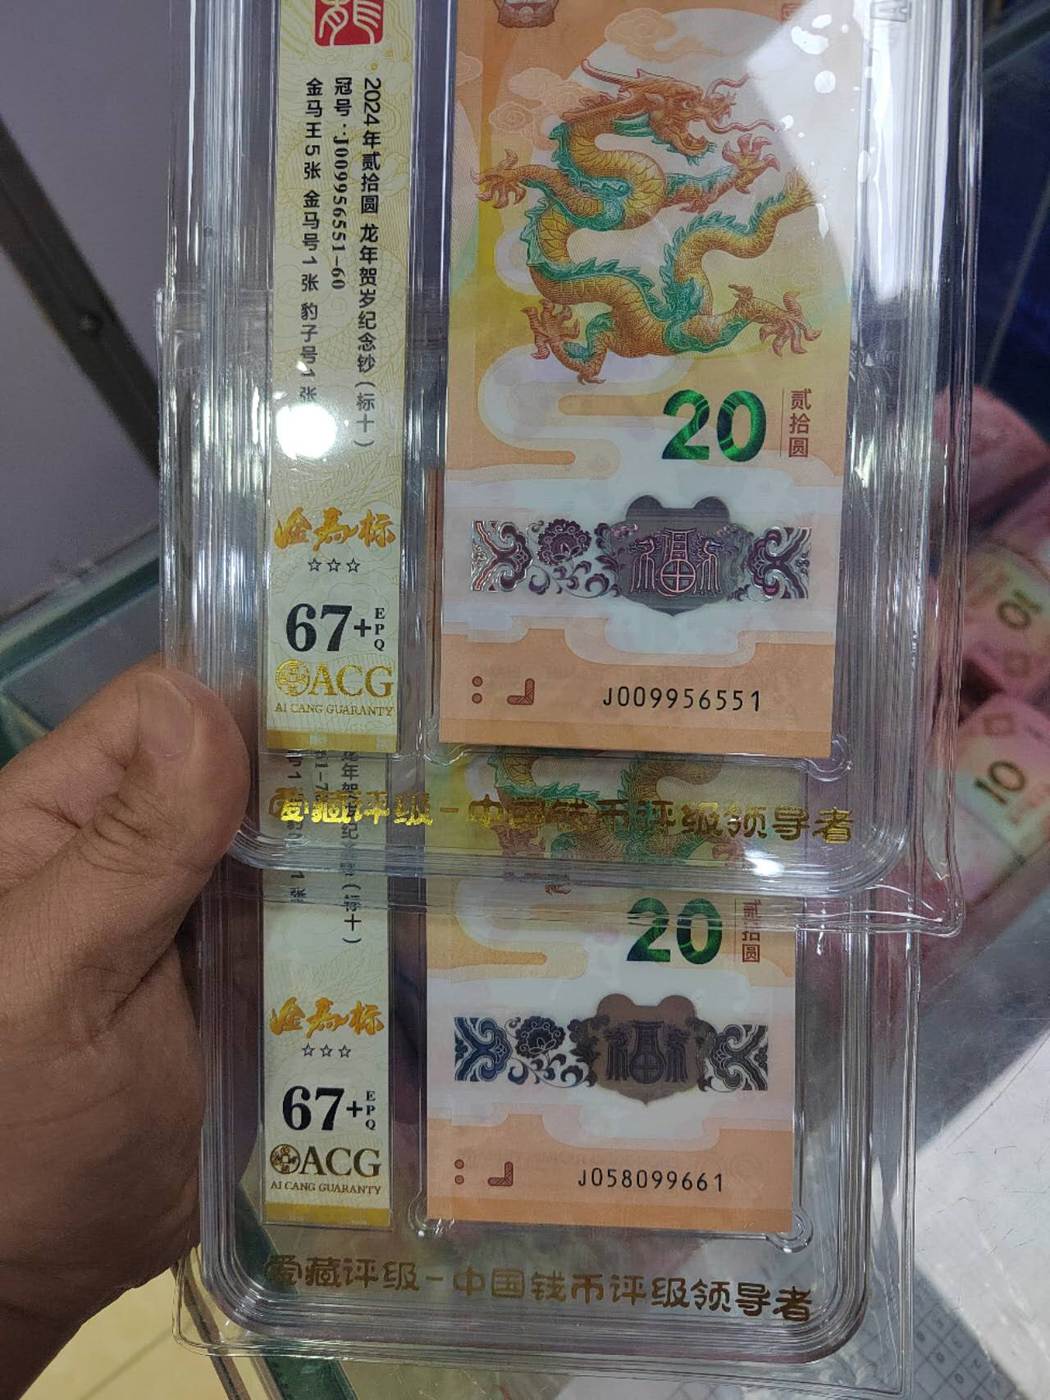 2024年贰拾圆 龙年贺岁纪念钞(标十)
冠号:J009956551-60
金马王5张 金马号1张 豹子号1张
金马标
☆☆☆
67+
EPQ
ACG
AI CANG GUARANTY
20
贰拾圆
福
J009956551
爱藏评级-中国钱币评级领导者
(标十)
金马标
☆☆☆
67+
EPQ
ACG
AI CANG GUARANTY
20
贰拾圆
福
J058099661
爱藏评级-中国钱币评级领导者
10
10